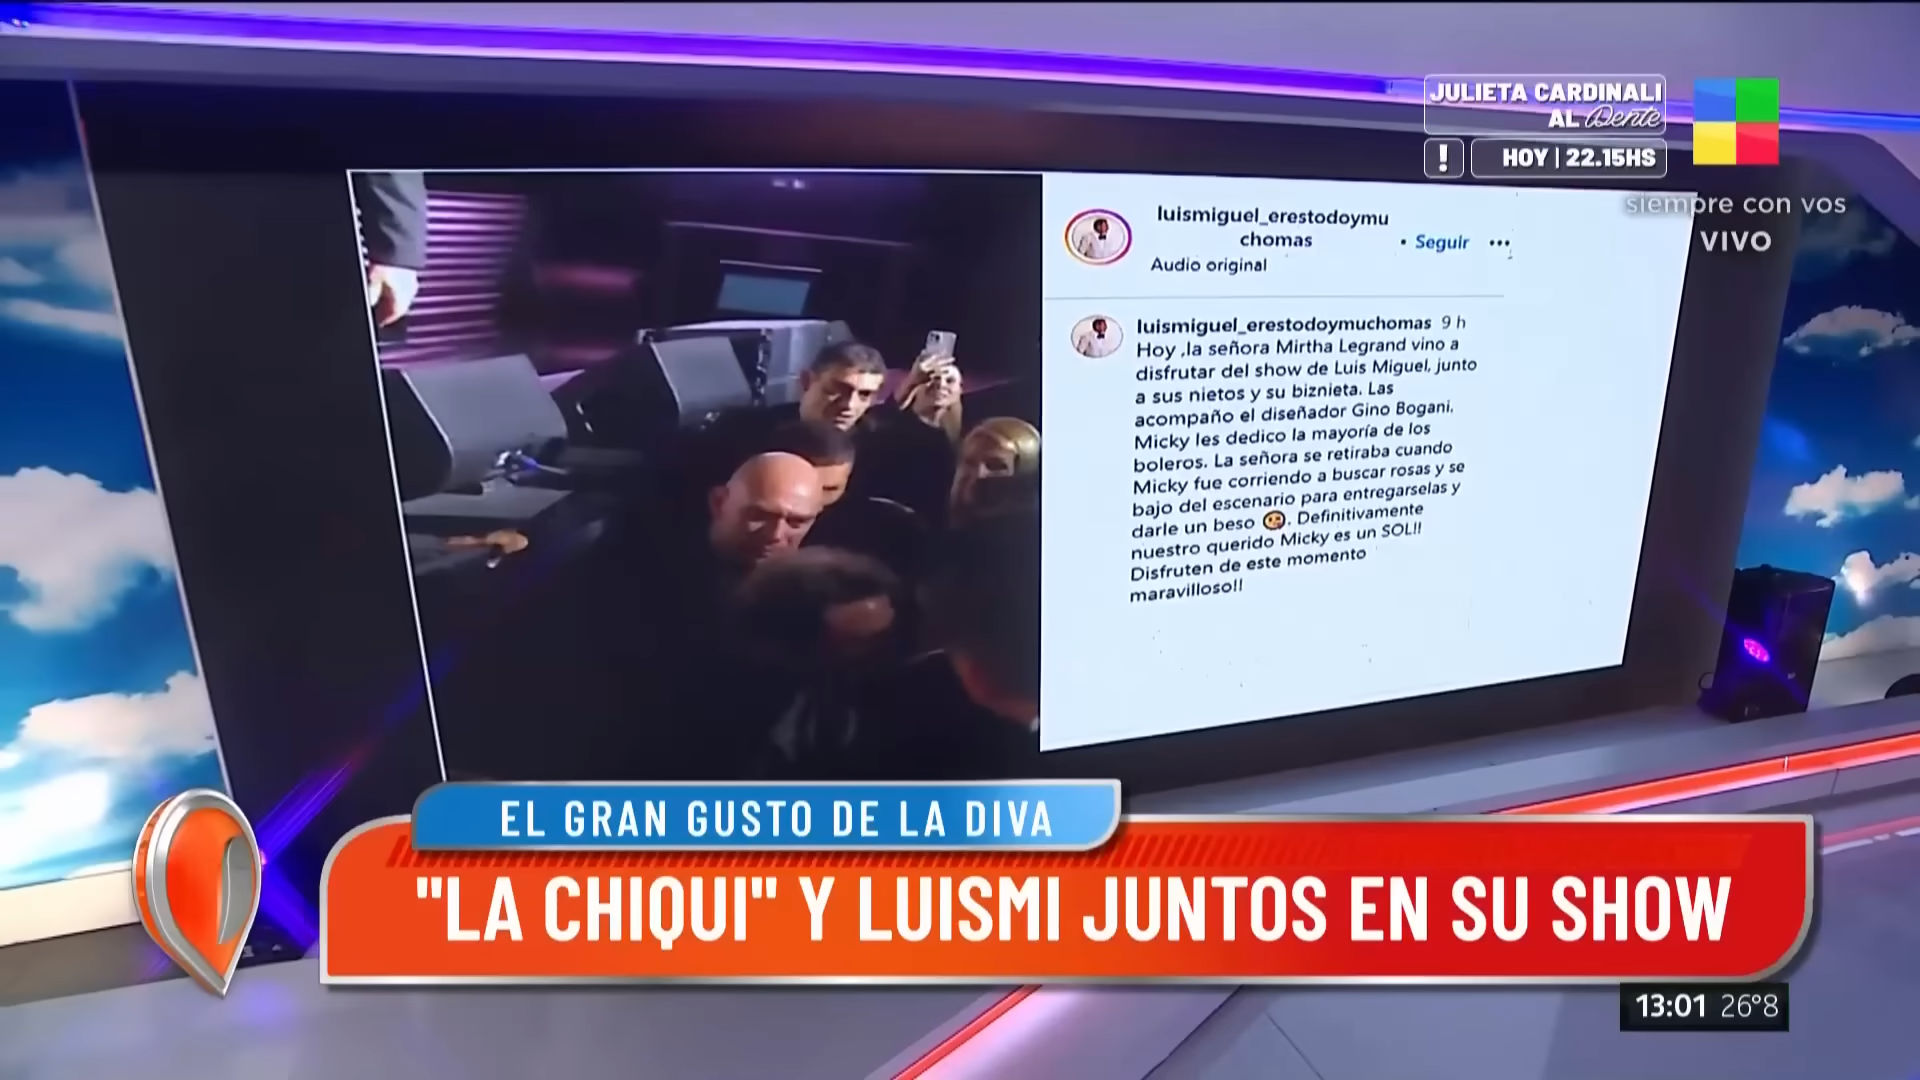 JULIETA CARDINALI
AL Dente
! HOY | 22.15HS
siempre con vos
VIVO
luismiguel_erestodoymu
chomas
• Seguir •••
Audio original
luismiguel_erestodoymuchomas 9 h
Hoy ,la señora Mirtha Legrand vino a
disfrutar del show de Luis Miguel, junto
a sus nietos y su biznieta. Las
acompaño el diseñador Gino Bogani.
Micky les dedico la mayoría de los
boleros. La señora se retiraba cuando
Micky fue corriendo a buscar rosas y se
bajo del escenario para entregarselas y
darle un beso 😘. Definitivamente
nuestro querido Micky es un SOL!!
Disfruten de este momento
maravilloso!!
EL GRAN GUSTO DE LA DIVA
"LA CHIQUI" Y LUISMI JUNTOS EN SU SHOW
13:01 26°8